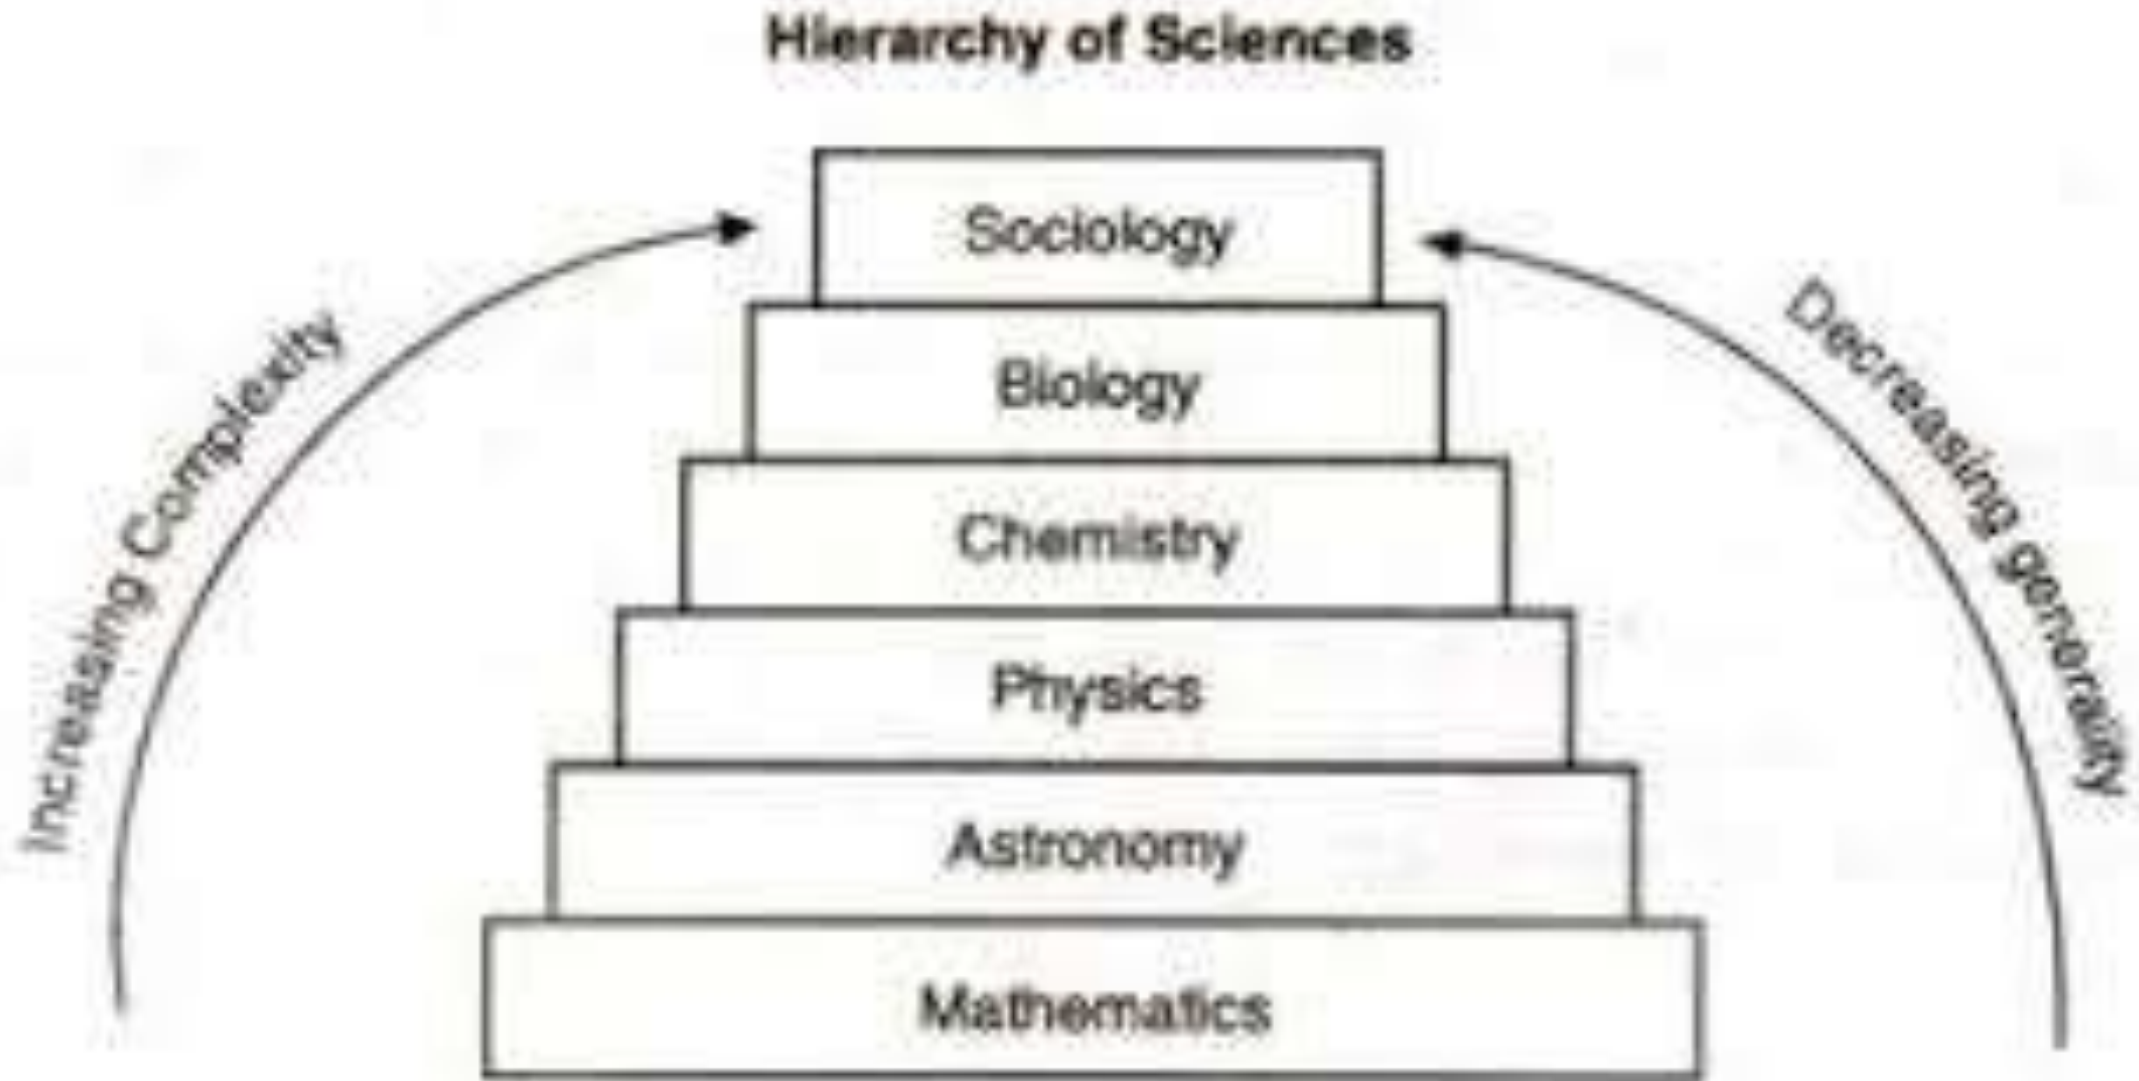 Hierarchy of Sciences
Sociology
Biology
Chemistry
Physics
Astronomy
Mathematics
Increasing Complexity
Decreasing generality